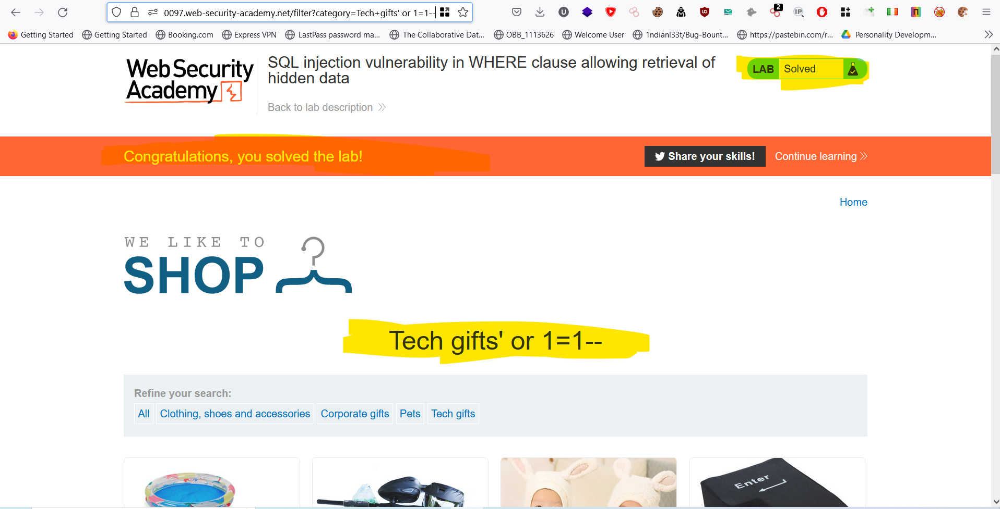 0097.web-security-academy.net/filter?category=Tech+gifts' or 1=1--
U
UD
2
IP
Getting Started
Getting Started
Booking.com
Express VPN
LastPass password ma...
The Collaborative Dat...
OBB_1113626
Welcome User
1ndianl33t/Bug-Bount...
https://pastebin.com/r...
Personality Developm...
Web Security
Academy
SQL injection vulnerability in WHERE clause allowing retrieval of
hidden data
LAB Solved
Back to lab description
Congratulations, you solved the lab!
Share your skills!
Continue learning
Home
WE LIKE TO
SHOP
Tech gifts' or 1=1--
Refine your search:
All
Clothing, shoes and accessories
Corporate gifts
Pets
Tech gifts
Enter